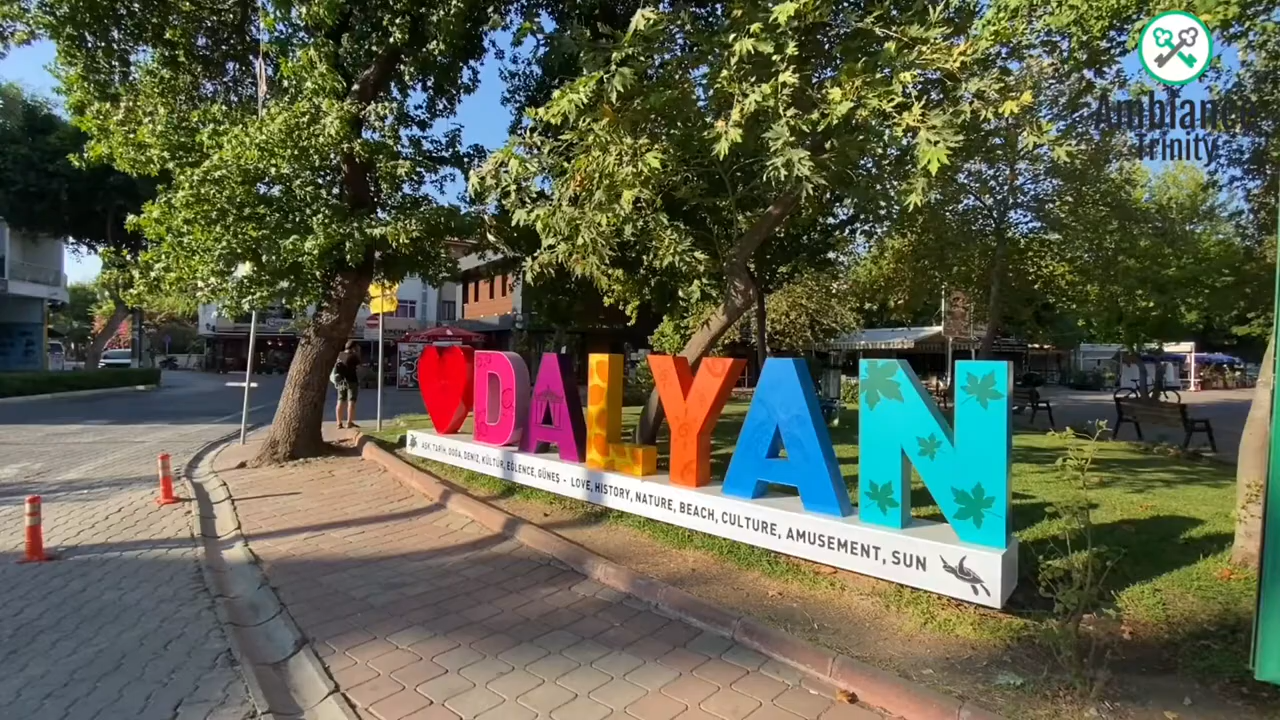 Ambiance
Trinity
DALYAN
AŞK, TARİH, DOĞA, DENİZ, KÜLTÜR, EĞLENCE, GÜNEŞ - LOVE, HISTORY, NATURE, BEACH, CULTURE, AMUSEMENT, SUN